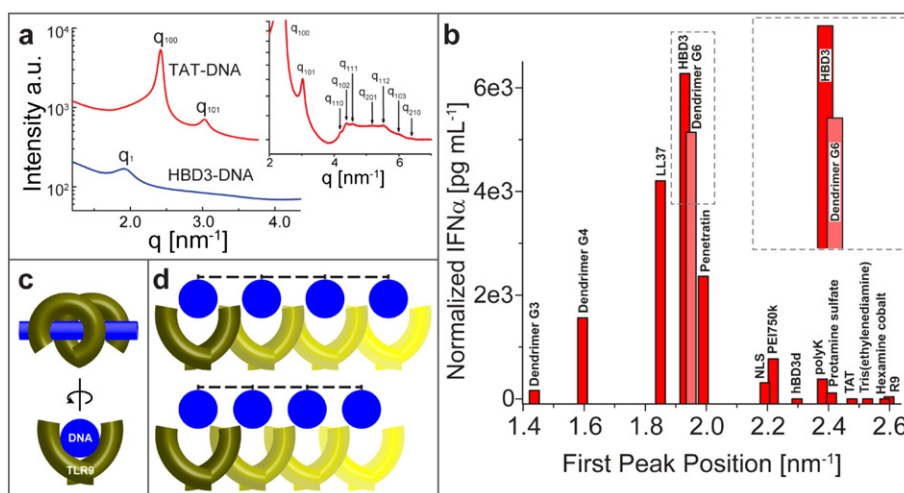 a
Intensity a.u.
10⁴
10³
10²
q₁₀₀
TAT-DNA
q₁₀₁
q₁
HBD3-DNA
2.0
3.0
4.0
q [nm⁻¹]
q₁₀₀
q₁₀₁
q₁₁₀
q₁₀₂
q₁₁₁
q₂₀₁
q₁₁₂
q₁₀₃
q₂₁₀
2
4
6
q [nm⁻¹]
b
Normalized IFNα [pg mL⁻¹]
6e3
4e3
2e3
0
Dendrimer G3
Dendrimer G4
LL37
HBD3
Dendrimer G6
Penetratin
NLS
PEI750k
hBD3d
polyK
Protamine sulfate
TAT
Tris(ethylenediamine)
Hexamine cobalt
R9
HBD3
Dendrimer G6
1.4
1.6
1.8
2.0
2.2
2.4
2.6
First Peak Position [nm⁻¹]
c
DNA
TLR9
d